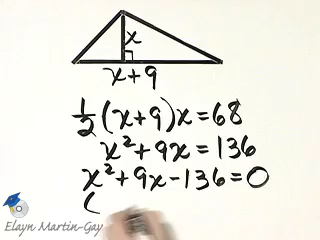 x
x+9
1/2 (x+9)x=68
x²+9x=136
x²+9x-136=0
(
Elayn Martin-Gay